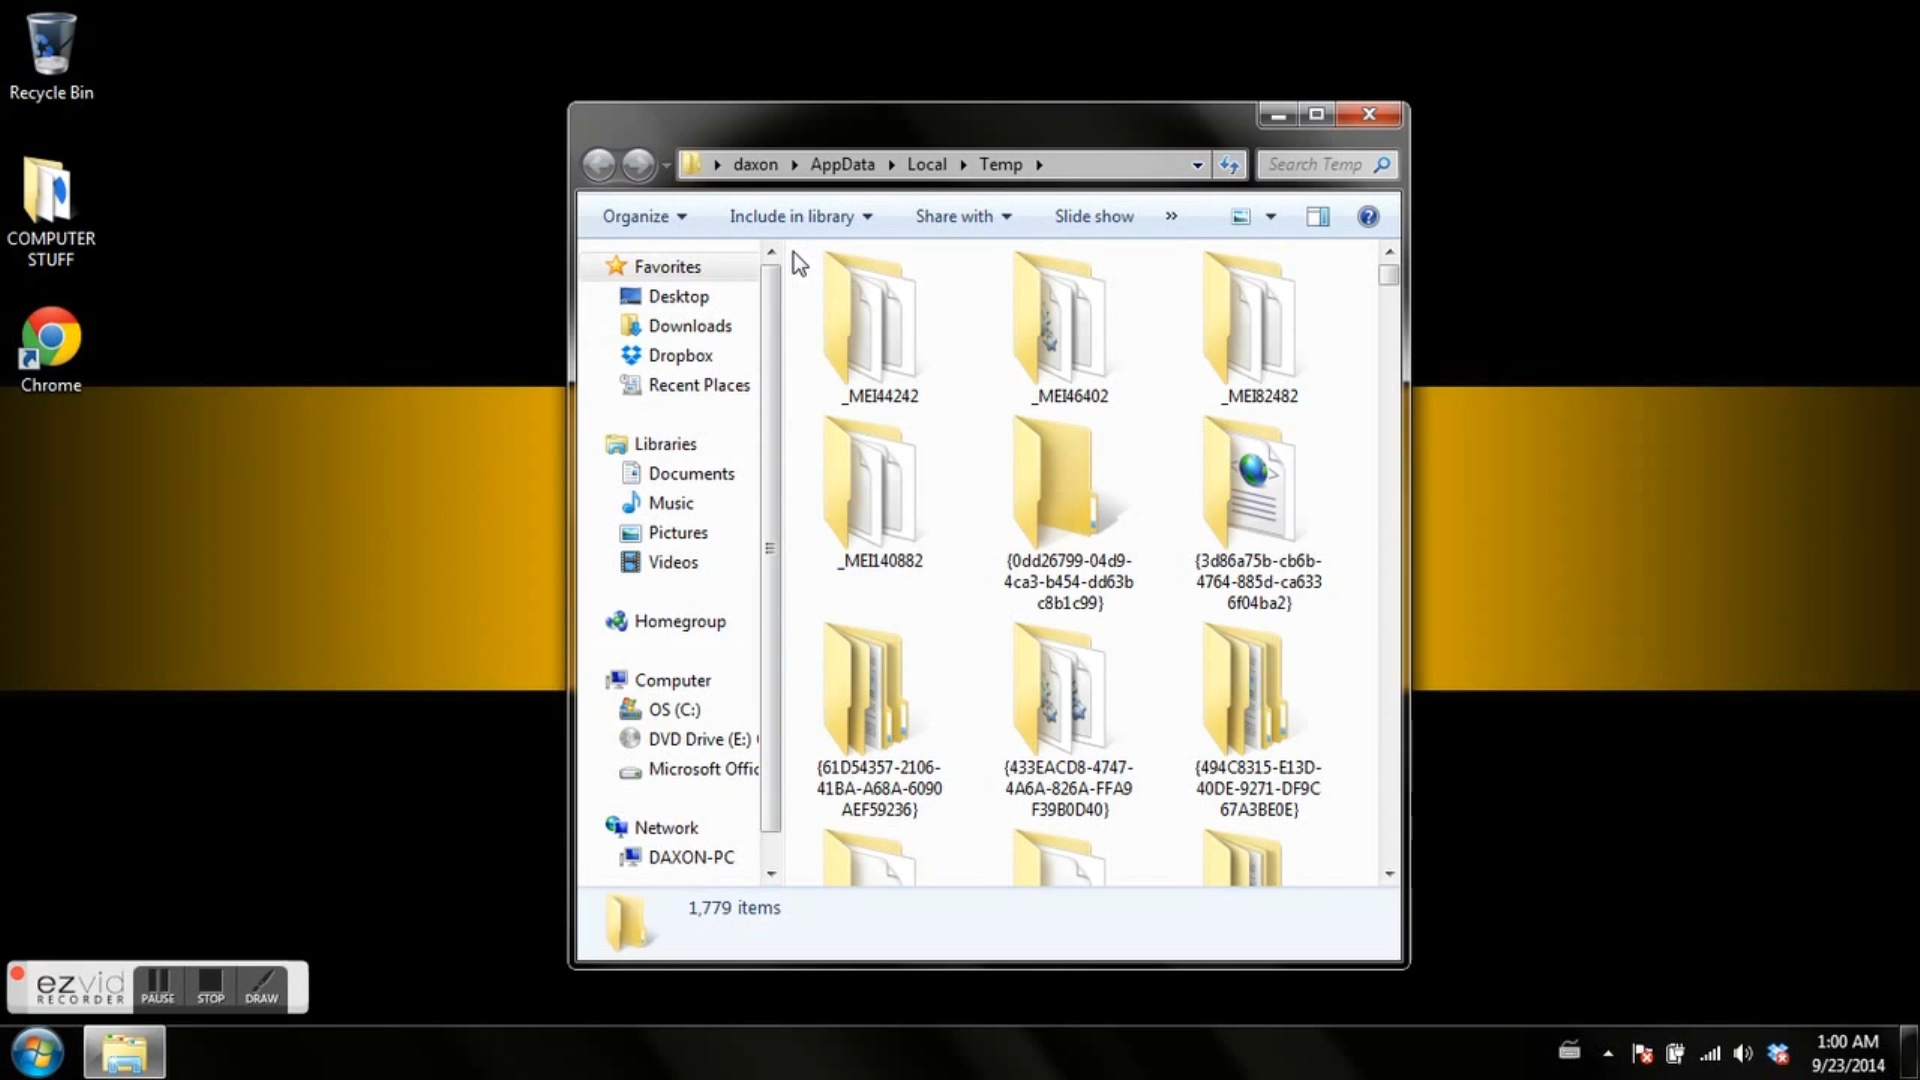 Recycle Bin
COMPUTER
STUFF
Chrome
daxon
AppData
Local
Temp
Search Temp
Organize
Include in library
Share with
Slide show
»
Favorites
Desktop
Downloads
Dropbox
Recent Places
Libraries
Documents
Music
Pictures
Videos
Homegroup
Computer
OS (C:)
DVD Drive (E:)
Microsoft Offic
Network
DAXON-PC
_MEI44242
_MEI46402
_MEI82482
_MEI140882
{0dd26799-04d9-
4ca3-b454-dd63b
c8b1c99}
{3d86a75b-cb6b-
4764-885d-ca633
6f04ba2}
{61D54357-2106-
41BA-A68A-6090
AEF59236}
{433EACD8-4747-
4A6A-826A-FFA9
F39B0D40}
{494C8315-E13D-
40DE-9271-DF9C
67A3BE0E}
1,779 items
ezvid
RECORDER
PAUSE
STOP
DRAW
1:00 AM
9/23/2014